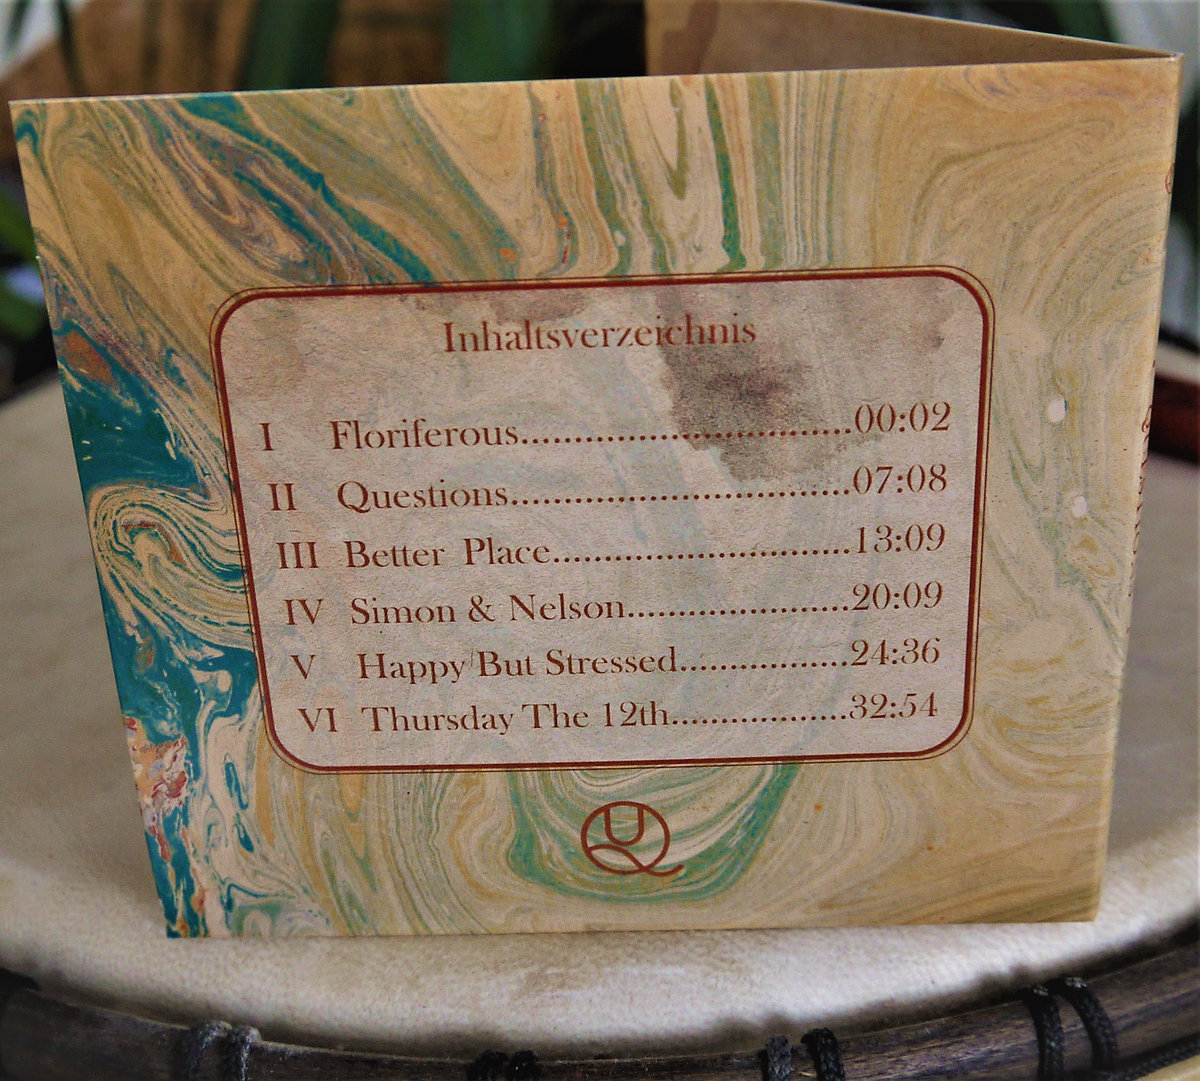 Inhaltsverzeichnis
I Floriferous................................00:02
II Questions.................................07:08
III Better Place.............................13:09
IV Simon & Nelson......................20:09
V Happy But Stressed.................24:36
VI Thursday The 12th.................32:54